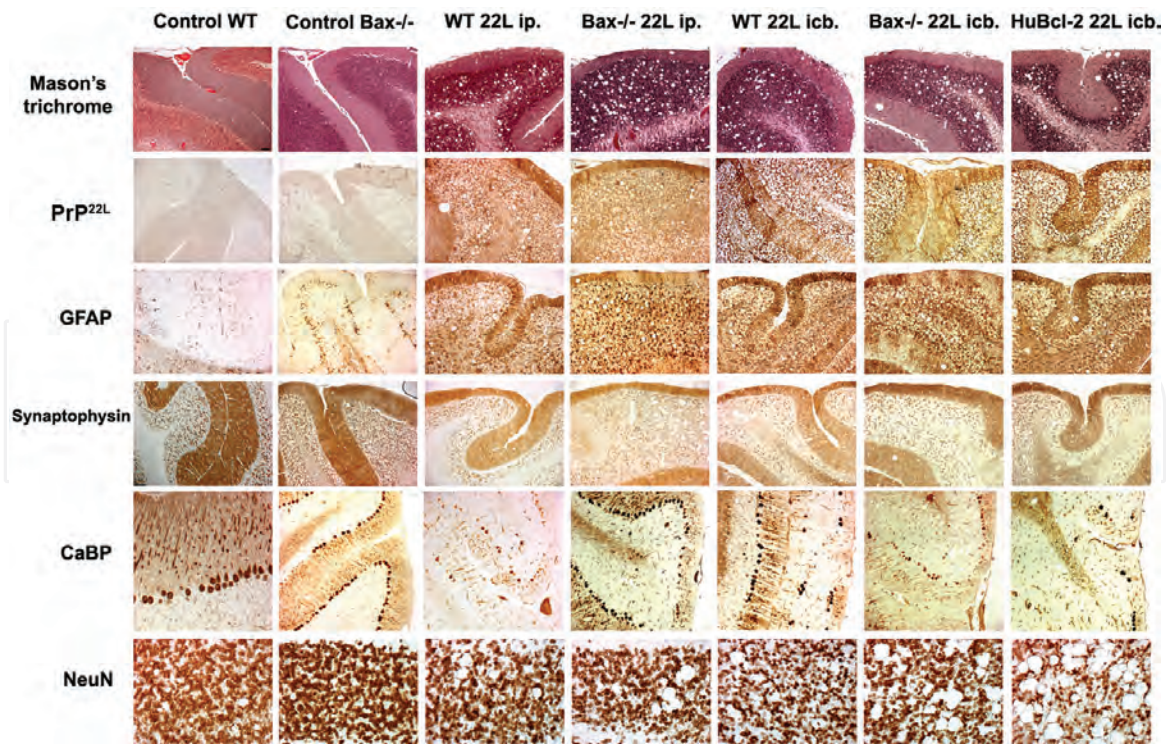 Control WT Control Bax-/- WT 22L ip. Bax-/- 22L ip. WT 22L icb. Bax-/- 22L icb. HuBcl-2 22L icb.
Mason's
trichrome
PrP²²ᴸ
GFAP
Synaptophysin
CaBP
NeuN